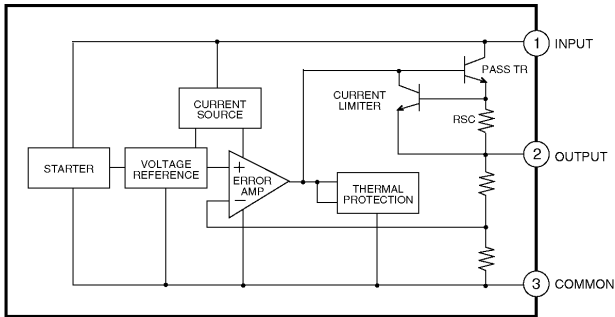 1 INPUT
PASS TR
CURRENT
LIMITER
CURRENT
SOURCE
RSC
2 OUTPUT
STARTER
VOLTAGE
REFERENCE
+
ERROR
AMP
−
THERMAL
PROTECTION
3 COMMON